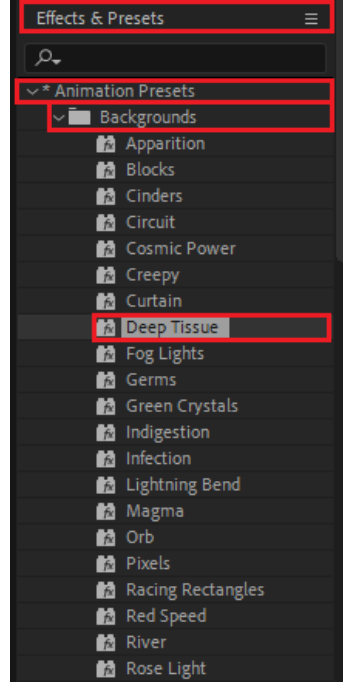 Effects & Presets
* Animation Presets
Backgrounds
Apparition
Blocks
Cinders
Circuit
Cosmic Power
Creepy
Curtain
Deep Tissue
Fog Lights
Germs
Green Crystals
Indigestion
Infection
Lightning Bend
Magma
Orb
Pixels
Racing Rectangles
Red Speed
River
Rose Light